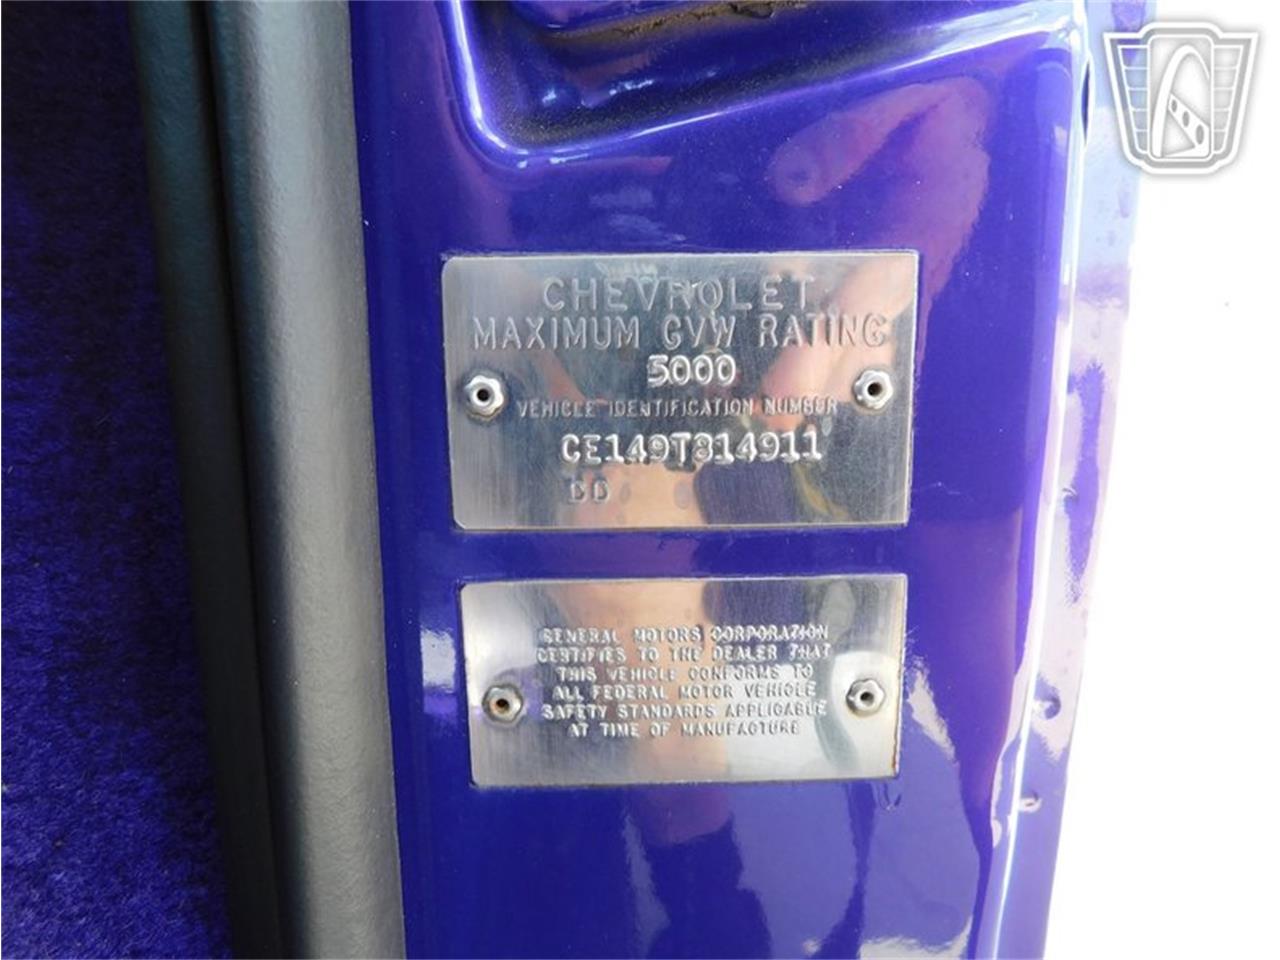 CHEVROLET
MAXIMUM GVW RATING
5000
VEHICLE IDENTIFICATION NUMBER
CE149T814911
DD
GENERAL MOTORS CORPORATION
CERTIFIES TO THE DEALER THAT
THIS VEHICLE CONFORMS TO
ALL FEDERAL MOTOR VEHICLE
SAFETY STANDARDS APPLICABLE
AT TIME OF MANUFACTURE